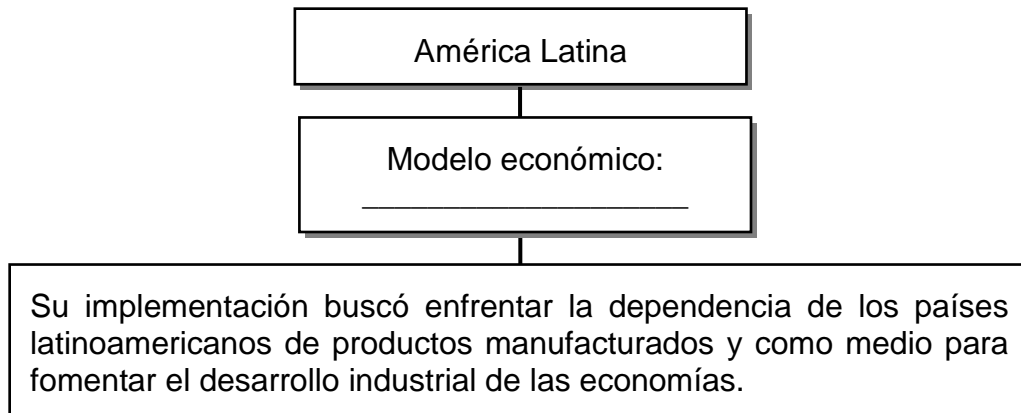 América Latina
Modelo económico:
____________________
Su implementación buscó enfrentar la dependencia de los países
latinoamericanos de productos manufacturados y como medio para
fomentar el desarrollo industrial de las economías.